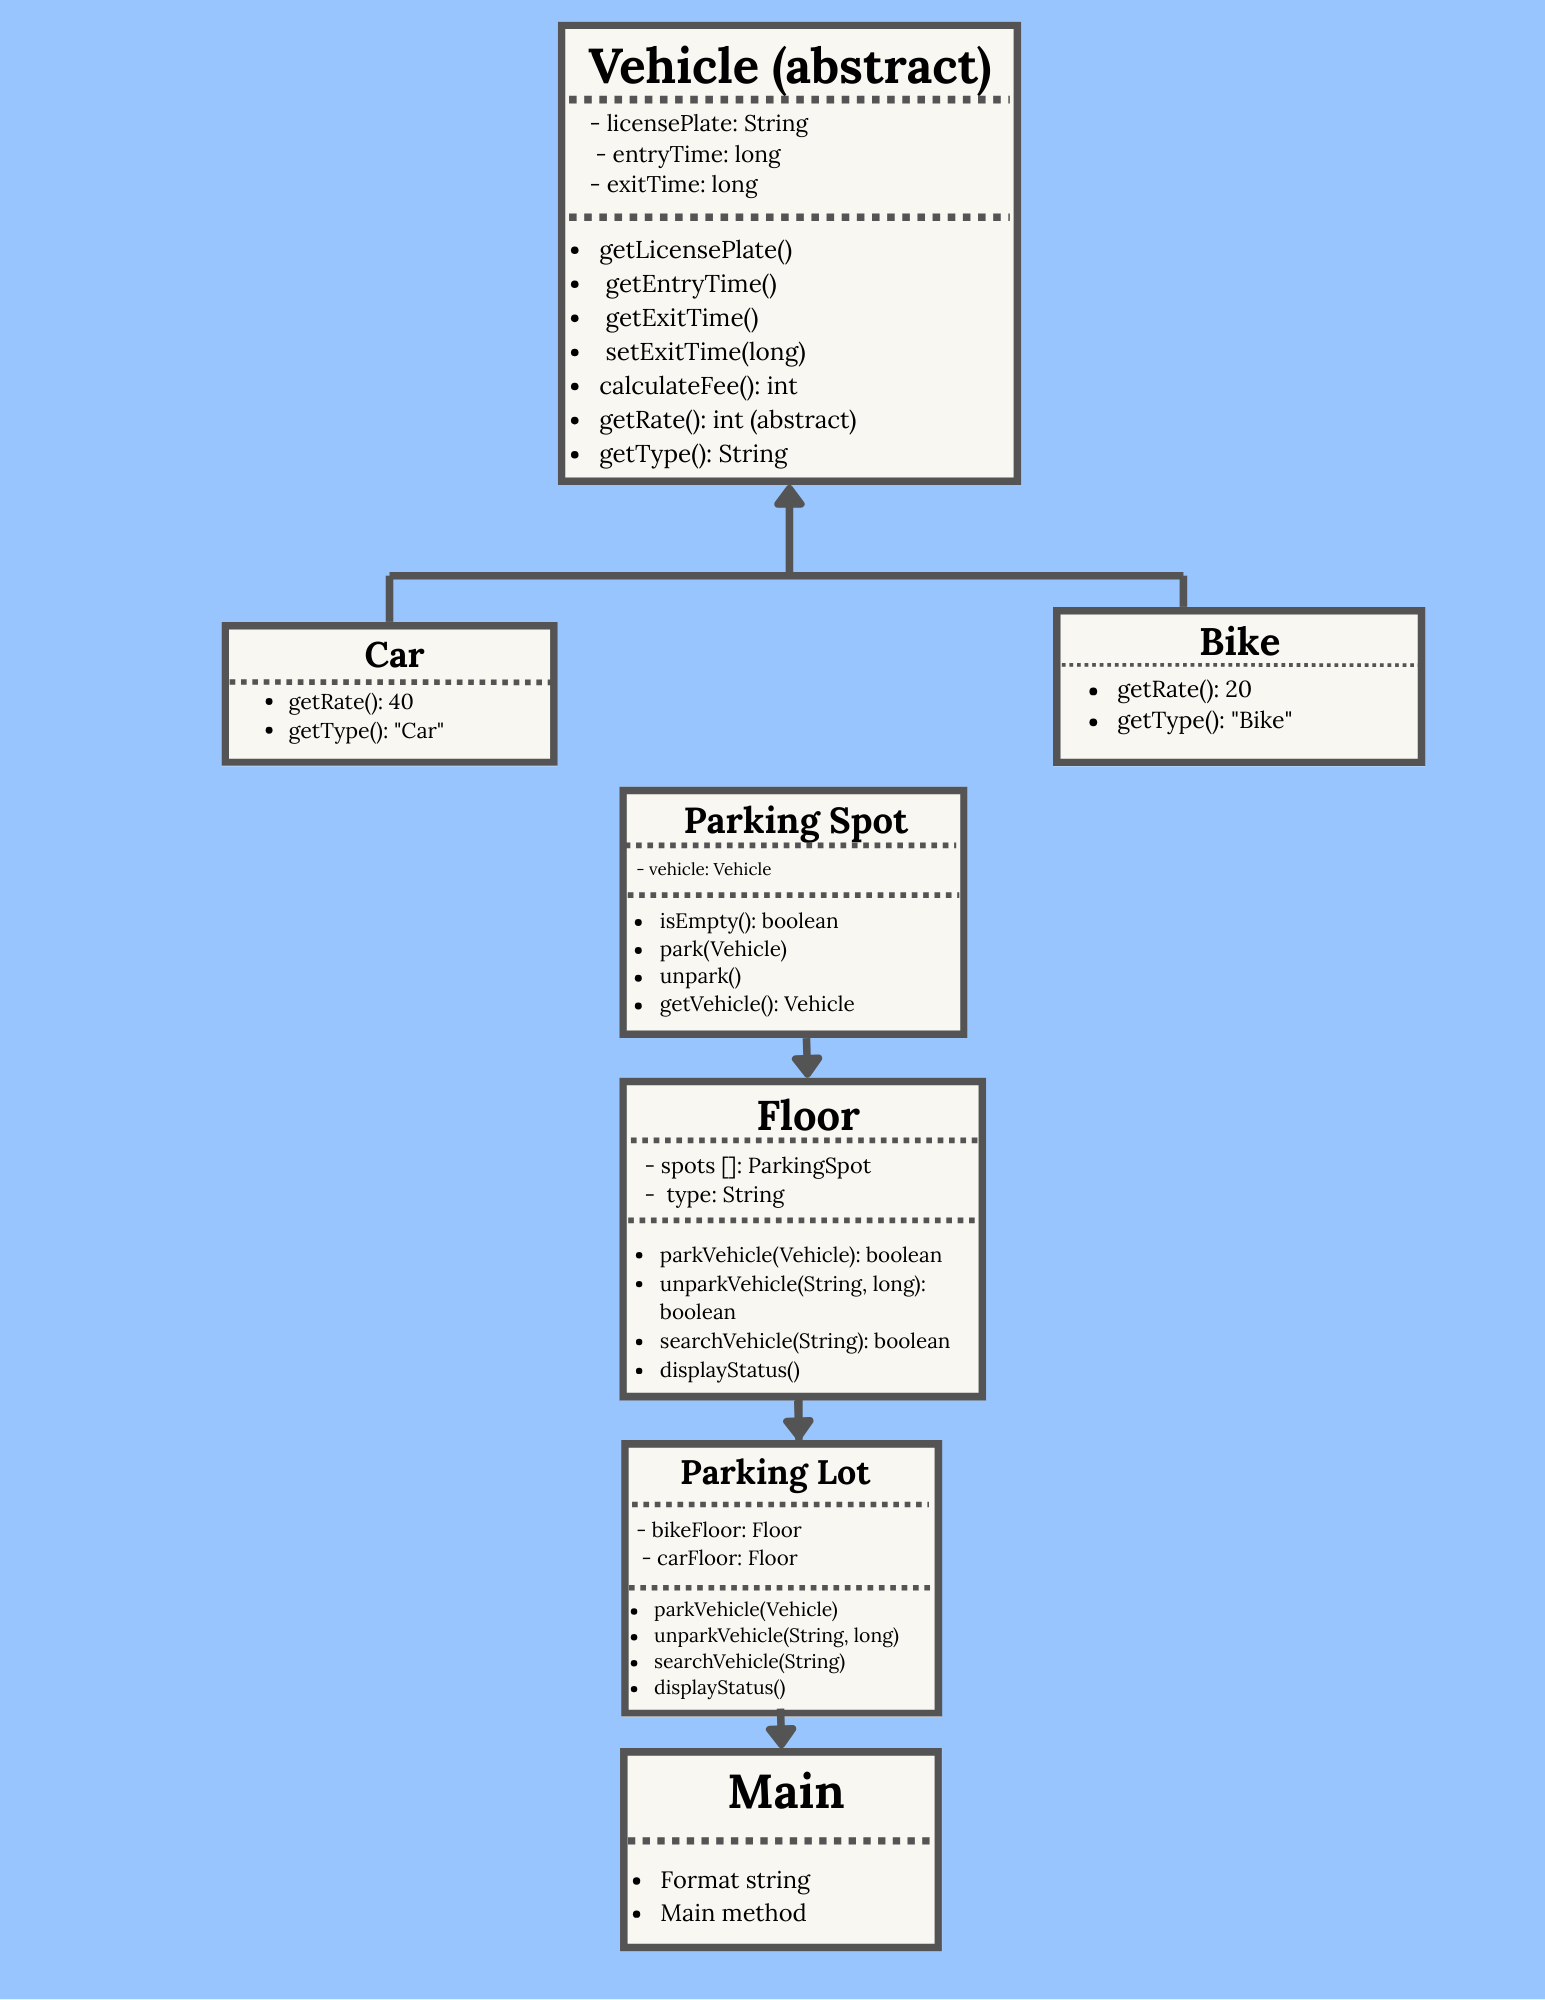 Vehicle (abstract)
- licensePlate: String
- entryTime: long
- exitTime: long
• getLicensePlate()
• getEntryTime()
• getExitTime()
• setExitTime(long)
• calculateFee(): int
• getRate(): int (abstract)
• getType(): String
Car
• getRate(): 40
• getType(): "Car"
Bike
• getRate(): 20
• getType(): "Bike"
Parking Spot
- vehicle: Vehicle
• isEmpty(): boolean
• park(Vehicle)
• unpark()
• getVehicle(): Vehicle
Floor
- spots []: ParkingSpot
- type: String
• parkVehicle(Vehicle): boolean
• unparkVehicle(String, long):
boolean
• searchVehicle(String): boolean
• displayStatus()
Parking Lot
- bikeFloor: Floor
- carFloor: Floor
• parkVehicle(Vehicle)
• unparkVehicle(String, long)
• searchVehicle(String)
• displayStatus()
Main
• Format string
• Main method